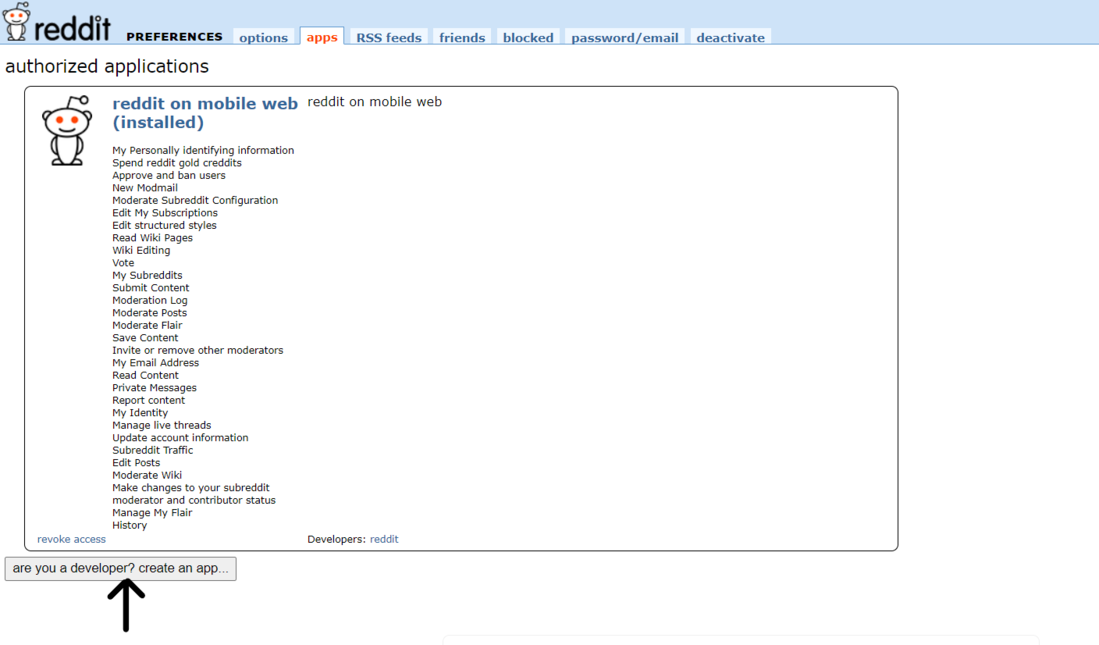 reddit PREFERENCES options apps RSS feeds friends blocked password/email deactivate
authorized applications
reddit on mobile web
(installed)
reddit on mobile web
My Personally identifying information
Spend reddit gold creddits
Approve and ban users
New Modmail
Moderate Subreddit Configuration
Edit My Subscriptions
Edit structured styles
Read Wiki Pages
Wiki Editing
Vote
My Subreddits
Submit Content
Moderation Log
Moderate Posts
Moderate Flair
Save Content
Invite or remove other moderators
My Email Address
Read Content
Private Messages
Report content
My Identity
Manage live threads
Update account information
Subreddit Traffic
Edit Posts
Moderate Wiki
Make changes to your subreddit
moderator and contributor status
Manage My Flair
History
revoke access
Developers: reddit
are you a developer? create an app...